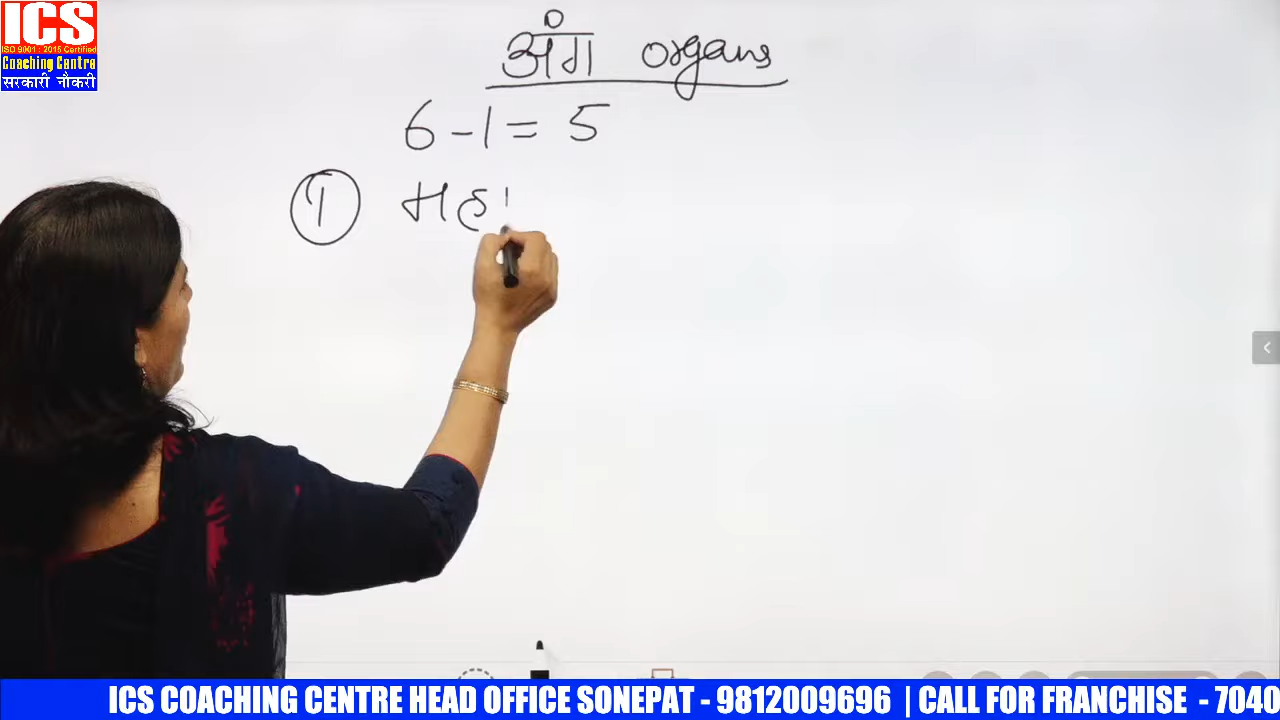 ICS
ISO 9001 : 2015 Certified
Coaching Centre
सरकारी नौकरी
अंग organs
6-1=5
1 महा
ICS COACHING CENTRE HEAD OFFICE SONEPAT - 9812009696 | CALL FOR FRANCHISE - 7040